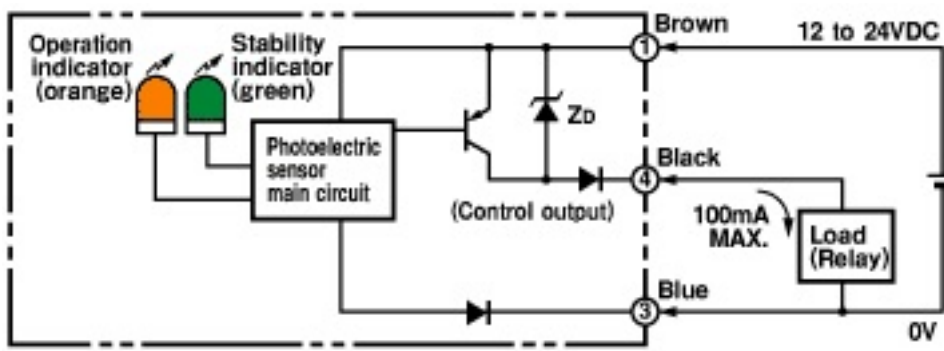 Operation
indicator
(orange)
Stability
indicator
(green)
Photoelectric
sensor
main circuit
ZD
(Control output)
1
Brown
12 to 24VDC
4
Black
100mA
MAX.
Load
(Relay)
3
Blue
0V